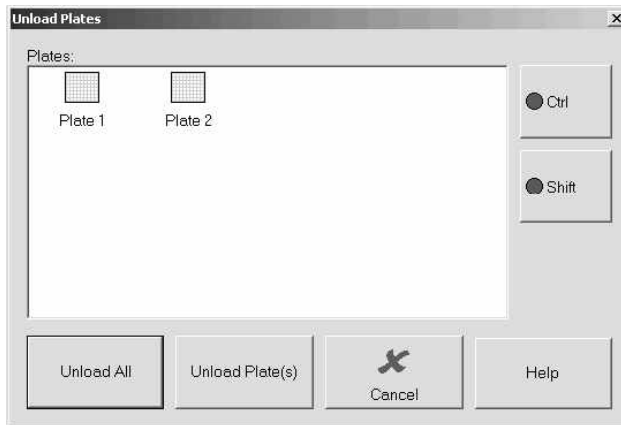 Unload Plates
Plates:
Plate 1
Plate 2
Ctrl
Shift
Unload All
Unload Plate(s)
Cancel
Help